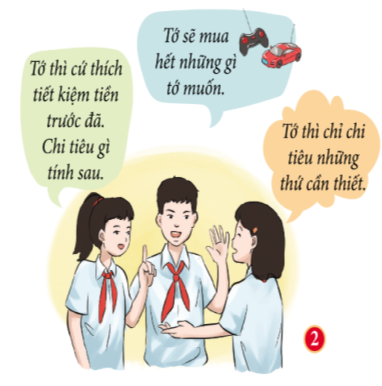 Tớ sẽ mua
hết những gì
tớ muốn.
Tớ thì cứ thích
tiết kiệm tiền
trước đã.
Chi tiêu gì
tính sau.
Tớ thì chỉ chi
tiêu những
thứ cần thiết.
2